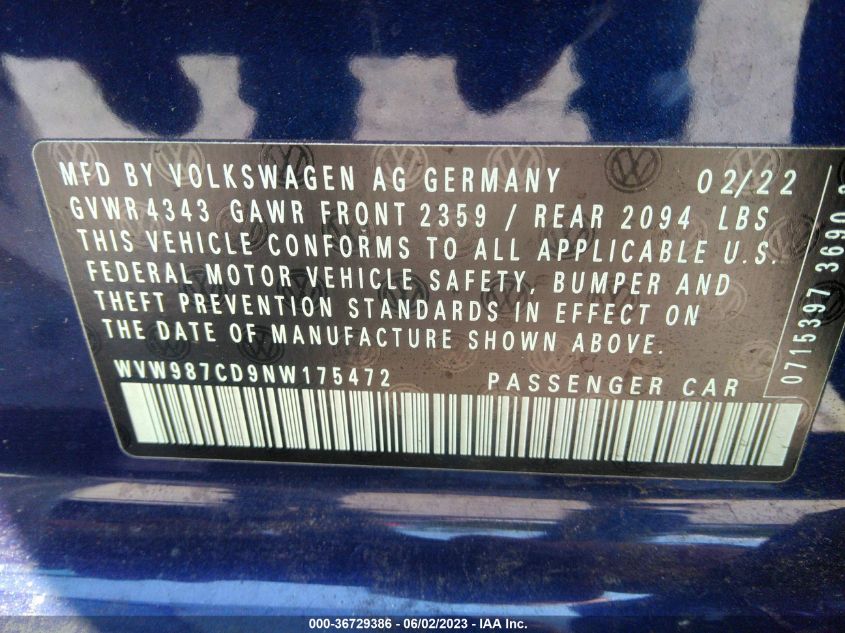 MFD BY VOLKSWAGEN AG GERMANY 02/22
GVWR 4343 GAWR FRONT 2359 / REAR 2094 LBS
THIS VEHICLE CONFORMS TO ALL APPLICABLE U.S.
FEDERAL MOTOR VEHICLE SAFETY, BUMPER AND
THEFT PREVENTION STANDARDS IN EFFECT ON
THE DATE OF MANUFACTURE SHOWN ABOVE.
WVW987CD9NW175472 PASSENGER CAR
0715397 3690
000-36729386 - 06/02/2023 - IAA Inc.